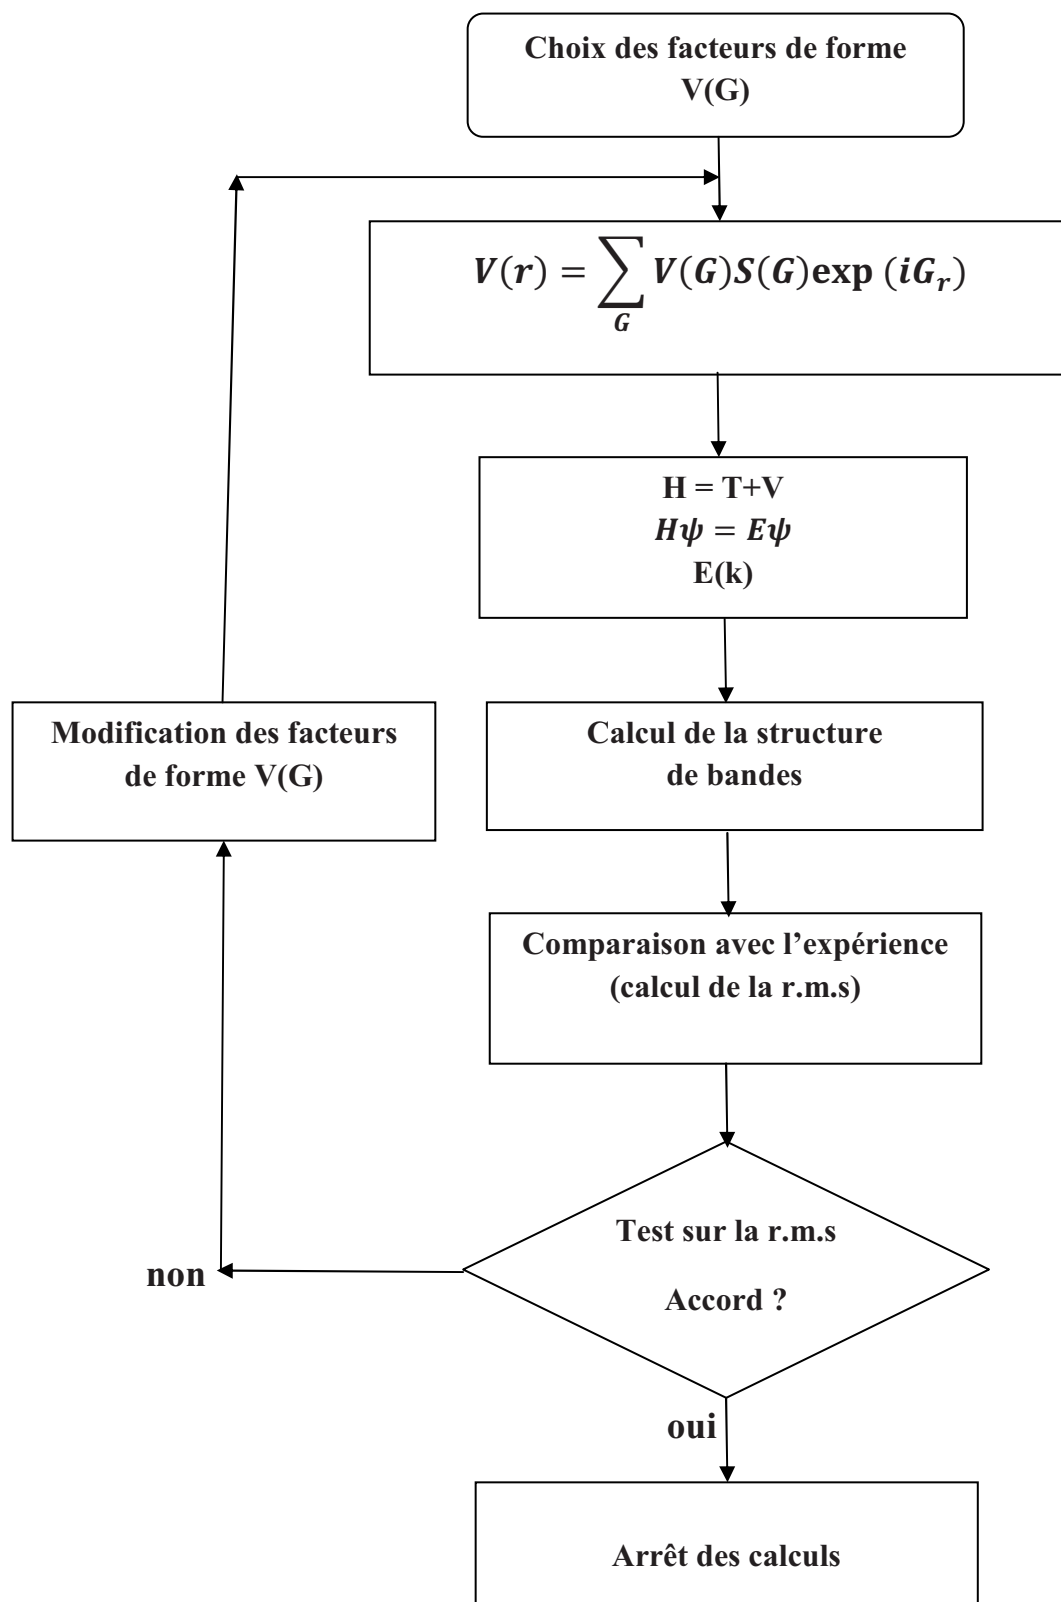 Choix des facteurs de forme
V(G)
V(r) = ∑ V(G)S(G)exp (iG_r)
G
H = T+V
Hψ = Eψ
E(k)
Modification des facteurs
de forme V(G)
Calcul de la structure
de bandes
Comparaison avec l’expérience
(calcul de la r.m.s)
Test sur la r.m.s
Accord ?
non
oui
Arrêt des calculs